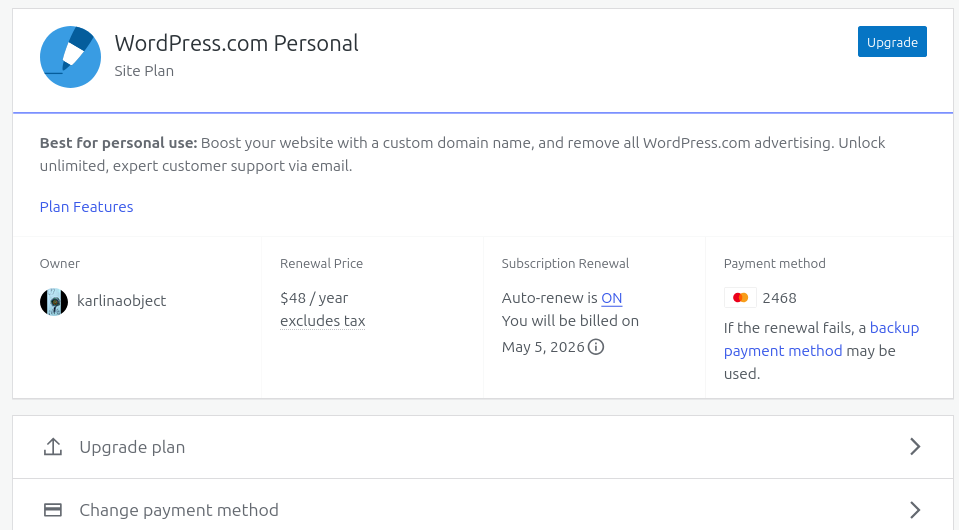 WordPress.com Personal
Site Plan
Upgrade
Best for personal use: Boost your website with a custom domain name, and remove all WordPress.com advertising. Unlock
unlimited, expert customer support via email.
Plan Features
Owner
karlinaobject
Renewal Price
$48 / year
excludes tax
Subscription Renewal
Auto-renew is ON
You will be billed on
May 5, 2026
Payment method
2468
If the renewal fails, a backup
payment method may be
used.
Upgrade plan
Change payment method